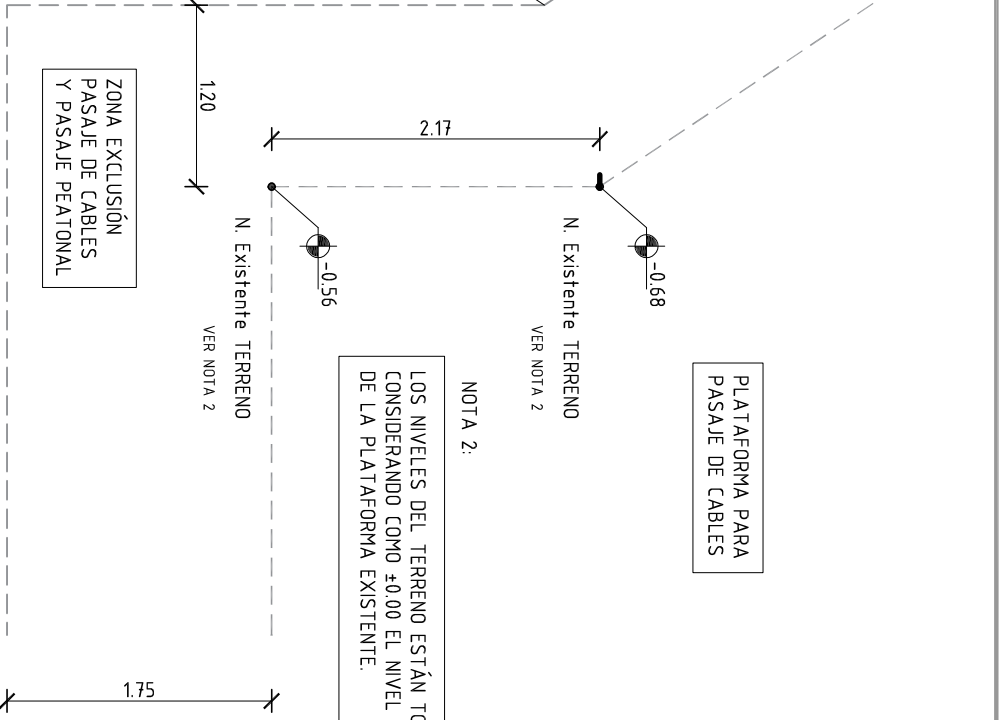 PLATAFORMA PARA
PASAJE DE CABLES
-0.68
N. Existente TERRENO
VER NOTA 2
NOTA 2:
LOS NIVELES DEL TERRENO ESTÁN
CONSIDERANDO COMO ±0.00 EL NIVEL
DE LA PLATAFORMA EXISTENTE.
2.17
-0.56
N. Existente TERRENO
VER NOTA 2
1.20
ZONA EXCLUSIÓN
PASAJE DE CABLES
Y PASAJE PEATONAL
1.75